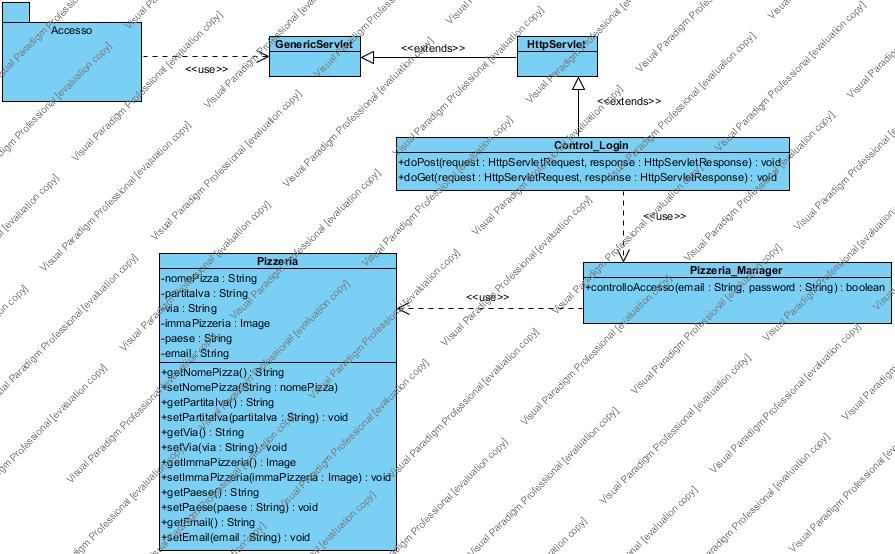 Accesso
<<use>>
GenericServlet
<<extends>>
HttpServlet
<<extends>>
Control_Login
+doPost(request : HttpServletRequest, response : HttpServletResponse) : void
+doGet(request : HttpServletRequest, response : HttpServletResponse) : void
<<use>>
Pizzeria_Manager
+controlloAccesso(email : String, password : String) : boolean
<<use>>
Pizzeria
-nomePizza : String
-partitaIva : String
-via : String
-immaPizzeria : Image
-paese : String
-email : String
+getNomePizza() : String
+setNomePizza(String : nomePizza)
+getPartitaIva() : String
+setPartitaIva(partitaIva : String) : void
+getVia() : String
+setVia(via : String) : void
+getImmaPizzeria() : Image
+setImmaPizzeria(immaPizzeria : Image) : void
+getPaese() : String
+setPaese(paese : String) : void
+getEmail() : String
+setEmail(email : String) : void
Visual Paradigm Professional [evaluation copy]